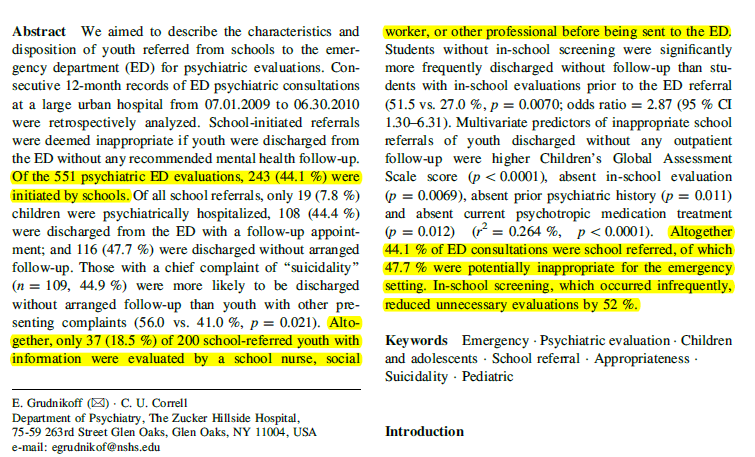 Abstract We aimed to describe the characteristics and
disposition of youth referred from schools to the emer-
gency department (ED) for psychiatric evaluations. Con-
secutive 12-month records of ED psychiatric consultations
at a large urban hospital from 07.01.2009 to 06.30.2010
were retrospectively analyzed. School-initiated referrals
were deemed inappropriate if youth were discharged from
the ED without any recommended mental health follow-up.
Of the 551 psychiatric ED evaluations, 243 (44.1 %) were
initiated by schools. Of all school referrals, only 19 (7.8 %)
children were psychiatrically hospitalized, 108 (44.4 %)
were discharged from the ED with a follow-up appoint-
ment; and 116 (47.7 %) were discharged without arranged
follow-up. Those with a chief complaint of “suicidality”
(n = 109, 44.9 %) were more likely to be discharged
without arranged follow-up than youth with other pre-
senting complaints (56.0 vs. 41.0 %, p = 0.021). Alto-
gether, only 37 (18.5 %) of 200 school-referred youth with
information were evaluated by a school nurse, social
E. Grudnikoff (✉) · C. U. Correll
Department of Psychiatry, The Zucker Hillside Hospital,
75-59 263rd Street Glen Oaks, Glen Oaks, NY 11004, USA
e-mail: egrudnikof@nshs.edu
worker, or other professional before being sent to the ED.
Students without in-school screening were significantly
more frequently discharged without follow-up than stu-
dents with in-school evaluations prior to the ED referral
(51.5 vs. 27.0 %, p = 0.0070; odds ratio = 2.87 (95 % CI
1.30–6.31). Multivariate predictors of inappropriate school
referrals of youth discharged without any outpatient
follow-up were higher Children’s Global Assessment
Scale score (p < 0.0001), absent in-school evaluation
(p = 0.0069), absent prior psychiatric history (p = 0.011)
and absent current psychotropic medication treatment
(p = 0.012) (r² = 0.264 %, p < 0.0001). Altogether
44.1 % of ED consultations were school referred, of which
47.7 % were potentially inappropriate for the emergency
setting. In-school screening, which occurred infrequently,
reduced unnecessary evaluations by 52 %.
Keywords Emergency · Psychiatric evaluation · Children
and adolescents · School referral · Appropriateness ·
Suicidality · Pediatric
Introduction